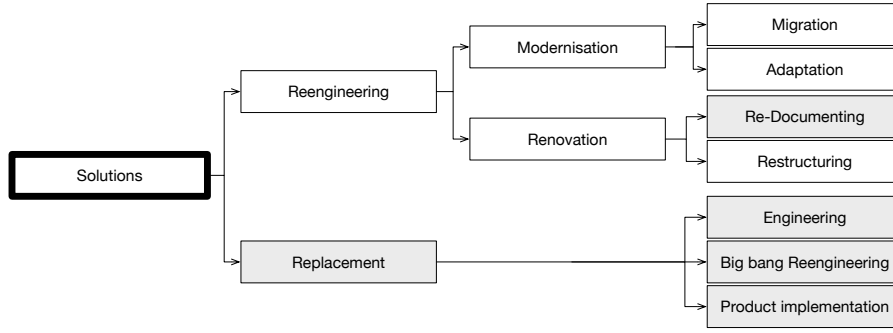 Solutions
Reengineering
Modernisation
Migration
Adaptation
Renovation
Re-Documenting
Restructuring
Replacement
Engineering
Big bang Reengineering
Product implementation